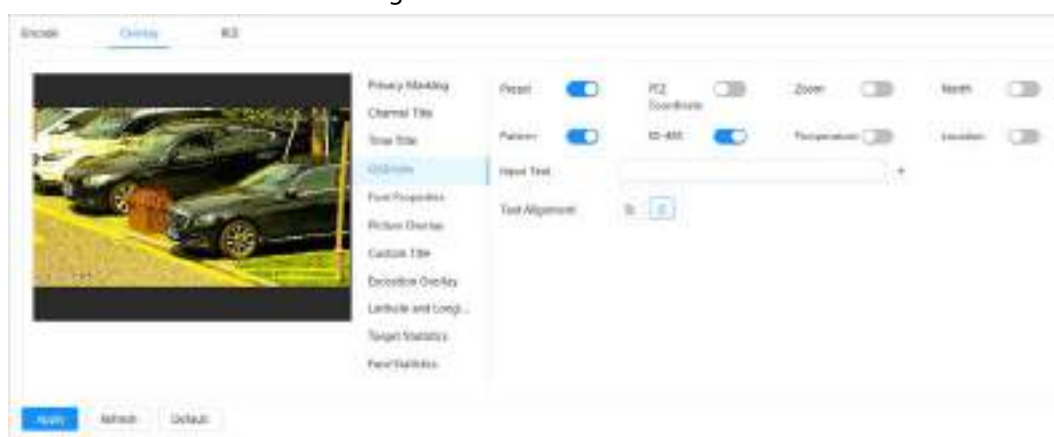 Encode Overlay ROI
Privacy Masking
Channel Title
Time Title
OSD Info
Font Properties
Picture Overlay
Custom Title
Exception Overlay
Latitude and Longi...
Target Statistics
Face Statistics
Preset PTZ Coordinate Zoom North
Pattern RS-485 Temperature Location
Input Text +
Text Alignment
Apply Refresh Default